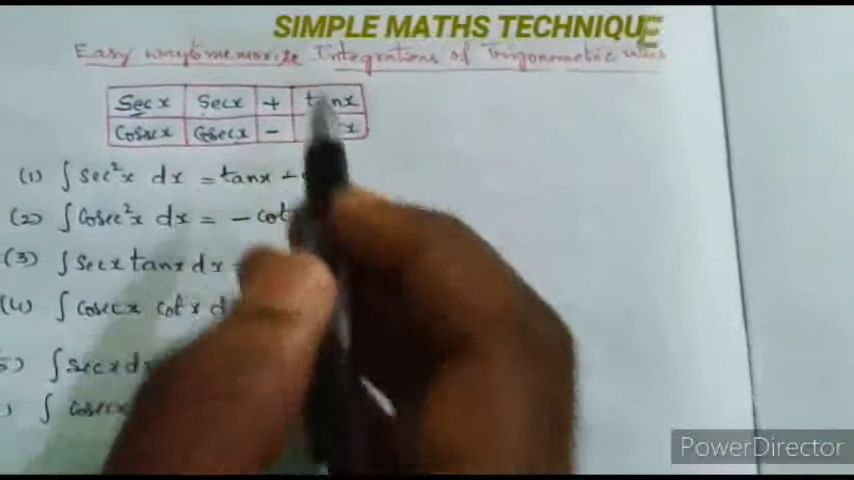 SIMPLE MATHS TECHNIQUE
Easy way to memorize Integrations of Trigonometric
Secx Secx + tanx
Cosecx Cosecx - x
(1) ∫ Sec²x dx = tanx +
(2) ∫ Cosec²x dx = - cot
(3) ∫ Secx tanx dx
(4) ∫ Cosecx cotx d
5) ∫ secx dx
) ∫ Cosecx
PowerDirector